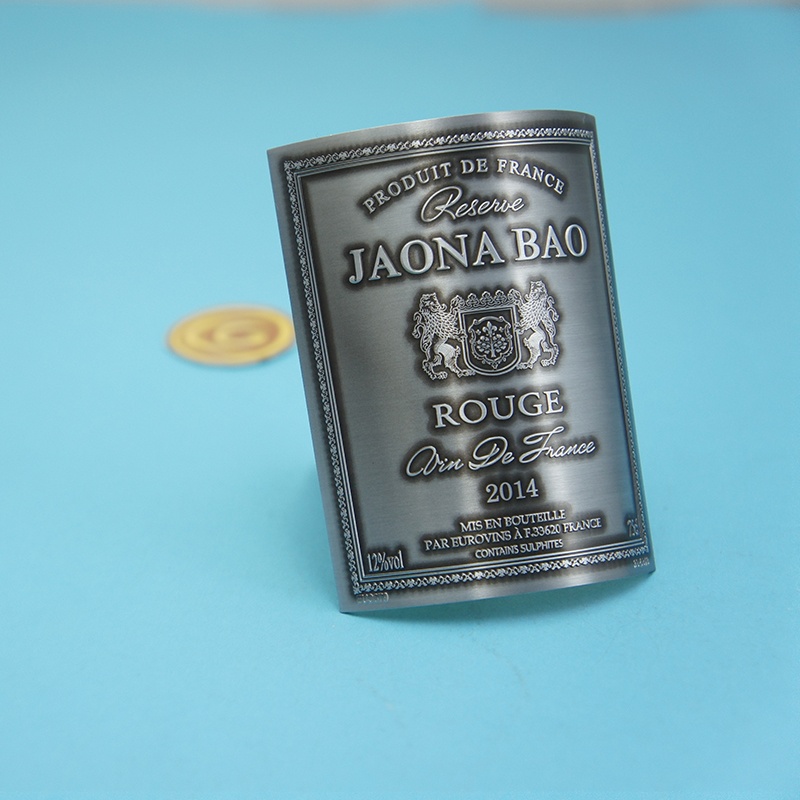 PRODUIT DE FRANCE
Reserve
JAONA BAO
ROUGE
Vin De France
2014
MIS EN BOUTEILLE
PAR EUROVINS À F.33620 FRANCE
CONTAINS SULPHITES
12%vol